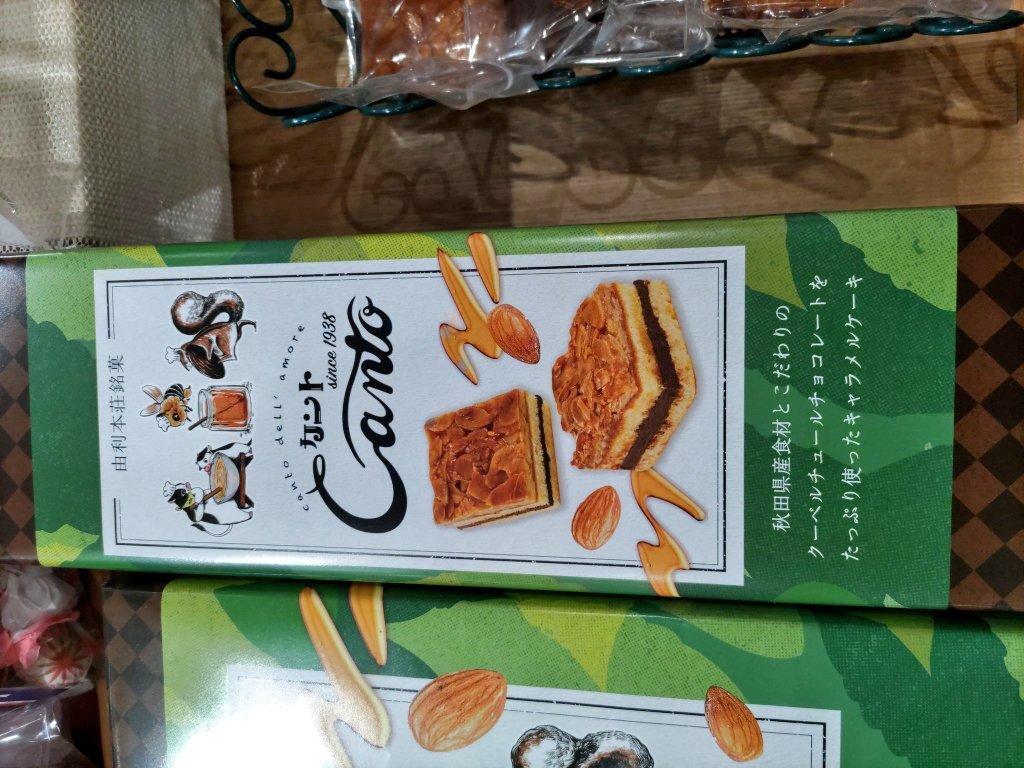 由利本荘銘菓
canto dell' amore
カント
since 1938
Canto
秋田県産食材とこだわりの
クーベルチュールチョコレートを
たっぷり使ったキャラメルケーキ